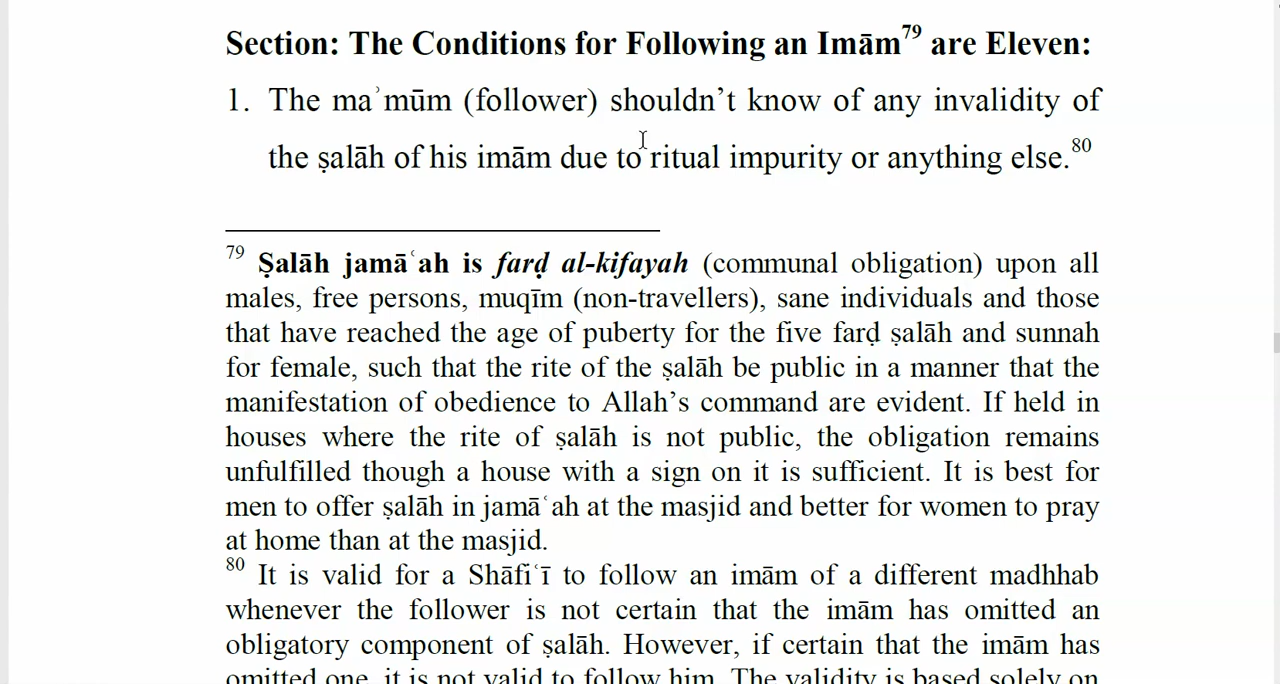 Section: The Conditions for Following an Imām79 are Eleven:
1. The maʾmūm (follower) shouldn’t know of any invalidity of
the ṣalāh of his imām due to ritual impurity or anything else.80
79 Ṣalāh jamāʿah is farḍ al-kifayah (communal obligation) upon all
males, free persons, muqīm (non-travellers), sane individuals and those
that have reached the age of puberty for the five farḍ ṣalāh and sunnah
for female, such that the rite of the ṣalāh be public in a manner that the
manifestation of obedience to Allah’s command are evident. If held in
houses where the rite of ṣalāh is not public, the obligation remains
unfulfilled though a house with a sign on it is sufficient. It is best for
men to offer ṣalāh in jamāʿah at the masjid and better for women to pray
at home than at the masjid.
80 It is valid for a Shāfiʿī to follow an imām of a different madhhab
whenever the follower is not certain that the imām has omitted an
obligatory component of ṣalāh. However, if certain that the imām has
omitted one, it is not valid to follow him. The validity is based solely on